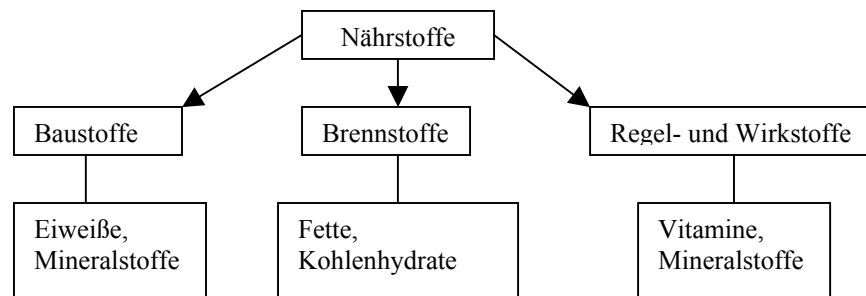 Nährstoffe
Baustoffe
Brennstoffe
Regel- und Wirkstoffe
Eiweiße,
Mineralstoffe
Fette,
Kohlenhydrate
Vitamine,
Mineralstoffe